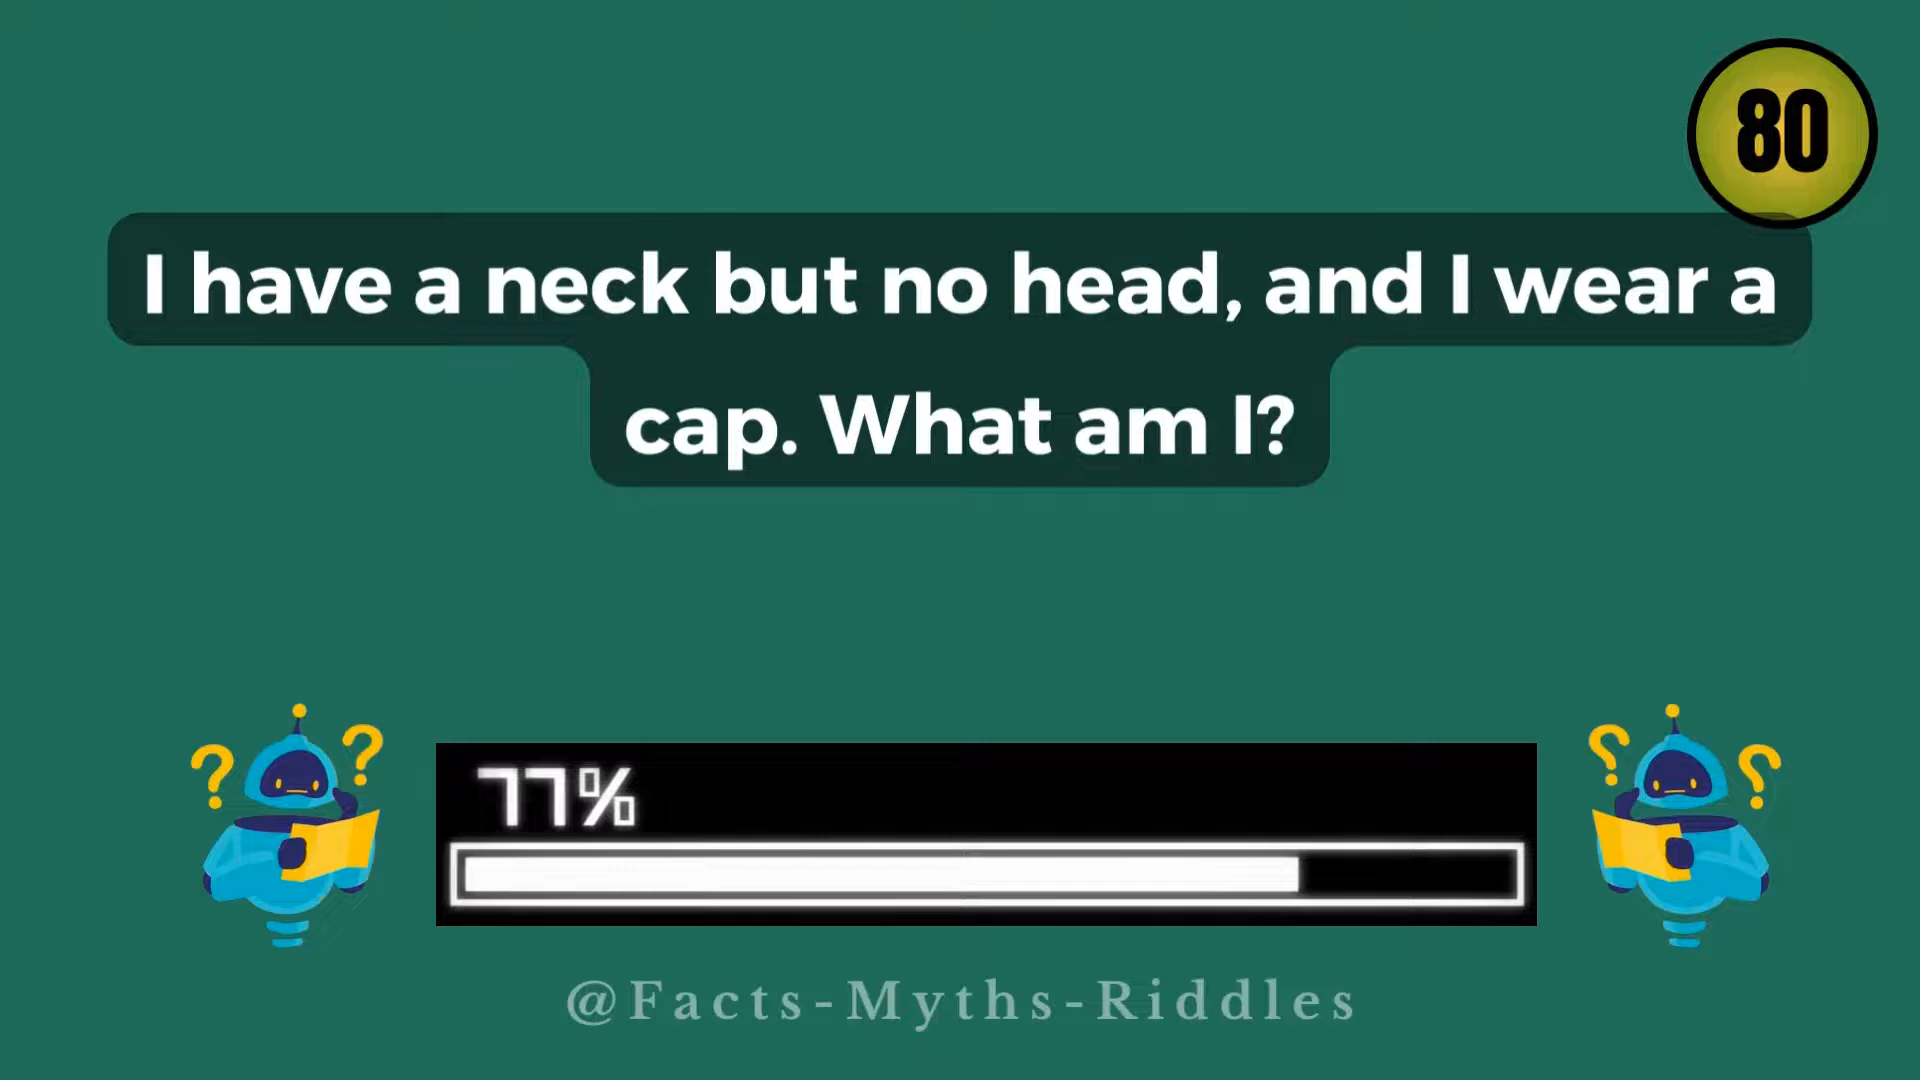 80
I have a neck but no head, and I wear a
cap. What am I?
? ?
? ?
77%
@Facts-Myths-Riddles